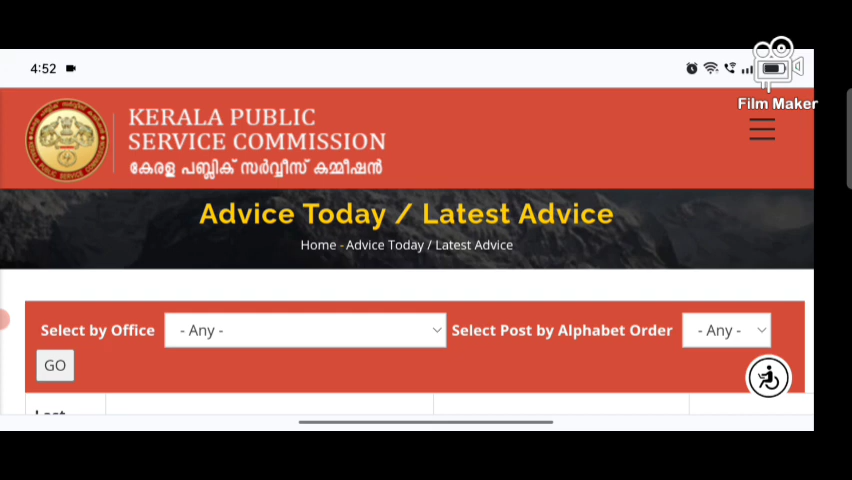 4:52
Film Maker
KERALA PUBLIC
SERVICE COMMISSION
കേരള പബ്ലിക് സർവ്വീസ് കമ്മീഷൻ
Advice Today / Latest Advice
Home - Advice Today / Latest Advice
Select by Office - Any - Select Post by Alphabet Order - Any -
GO
Last